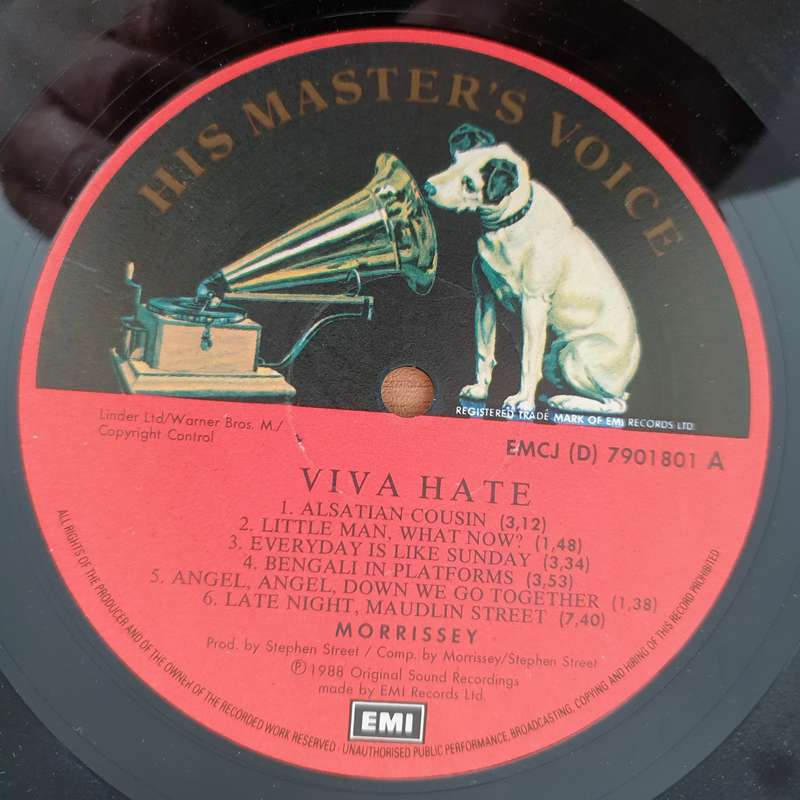 HIS MASTER'S VOICE
REGISTERED TRADE MARK OF EMI RECORDS LTD
Linder Ltd/Warner Bros. M./
Copyright Control
EMCJ (D) 7901801 A
VIVA HATE
1. ALSATIAN COUSIN (3,12)
2. LITTLE MAN, WHAT NOW? (1,48)
3. EVERYDAY IS LIKE SUNDAY (3,34)
4. BENGALI IN PLATFORMS (3,53)
5. ANGEL, ANGEL, DOWN WE GO TOGETHER (1,38)
6. LATE NIGHT, MAUDLIN STREET (7,40)
MORRISSEY
Prod. by Stephen Street / Comp. by Morrissey/Stephen Street
Ⓟ1988 Original Sound Recordings
made by EMI Records Ltd.
EMI
ALL RIGHTS OF THE PRODUCER AND OF THE OWNER OF THE RECORDED WORK RESERVED · UNAUTHORISED PUBLIC PERFORMANCE, BROADCASTING, COPYING AND HIRING OF THIS RECORD PROHIBITED